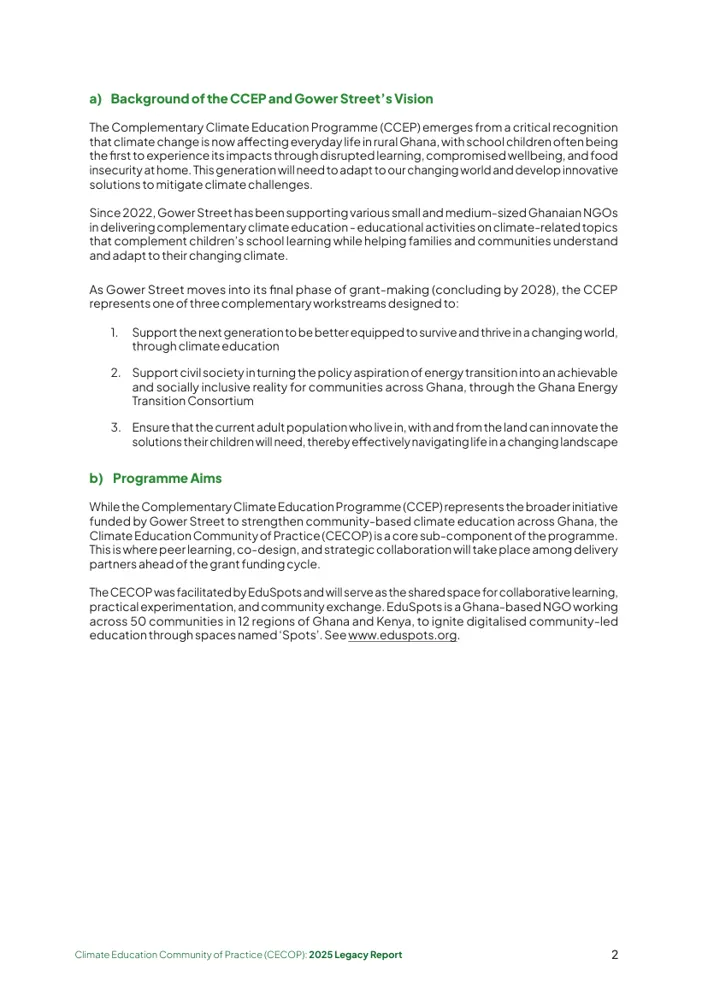 a) Background of the CCEP and Gower Street's Vision
The Complementary Climate Education Programme (CCEP) emerges from a critical recognition
that climate change is now affecting everyday life in rural Ghana, with school children often being
the first to experience its impacts through disrupted learning, compromised wellbeing, and food
insecurity at home. This generation will need to adapt to our changing world and develop innovative
solutions to mitigate climate challenges.
Since 2022, Gower Street has been supporting various small and medium-sized Ghanaian NGOs
in delivering complementary climate education - educational activities on climate-related topics
that complement children's school learning while helping families and communities understand
and adapt to their changing climate.
As Gower Street moves into its final phase of grant-making (concluding by 2028), the CCEP
represents one of three complementary workstreams designed to:
1. Support the next generation to be better equipped to survive and thrive in a changing world,
through climate education
2. Support civil society in turning the policy aspiration of energy transition into an achievable
and socially inclusive reality for communities across Ghana, through the Ghana Energy
Transition Consortium
3. Ensure that the current adult population who live in, with and from the land can innovate the
solutions their children will need, thereby effectively navigating life in a changing landscape
b) Programme Aims
While the Complementary Climate Education Programme (CCEP) represents the broader initiative
funded by Gower Street to strengthen community-based climate education across Ghana, the
Climate Education Community of Practice (CECOP) is a core sub-component of the programme.
This is where peer learning, co-design, and strategic collaboration will take place among delivery
partners ahead of the grant funding cycle.
The CECOP was facilitated by EduSpots and will serve as the shared space for collaborative learning,
practical experimentation, and community exchange. EduSpots is a Ghana-based NGO working
across 50 communities in 12 regions of Ghana and Kenya, to ignite digitalised community-led
education through spaces named 'Spots'. See www.eduspots.org.
Climate Education Community of Practice (CECOP): 2025 Legacy Report
2